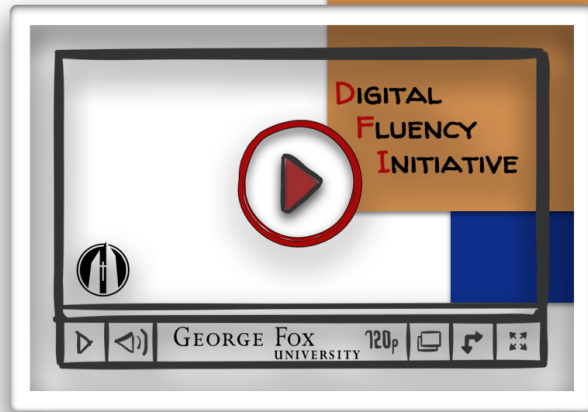 DIGITAL
FLUENCY
INITIATIVE
GEORGE FOX
UNIVERSITY
720p